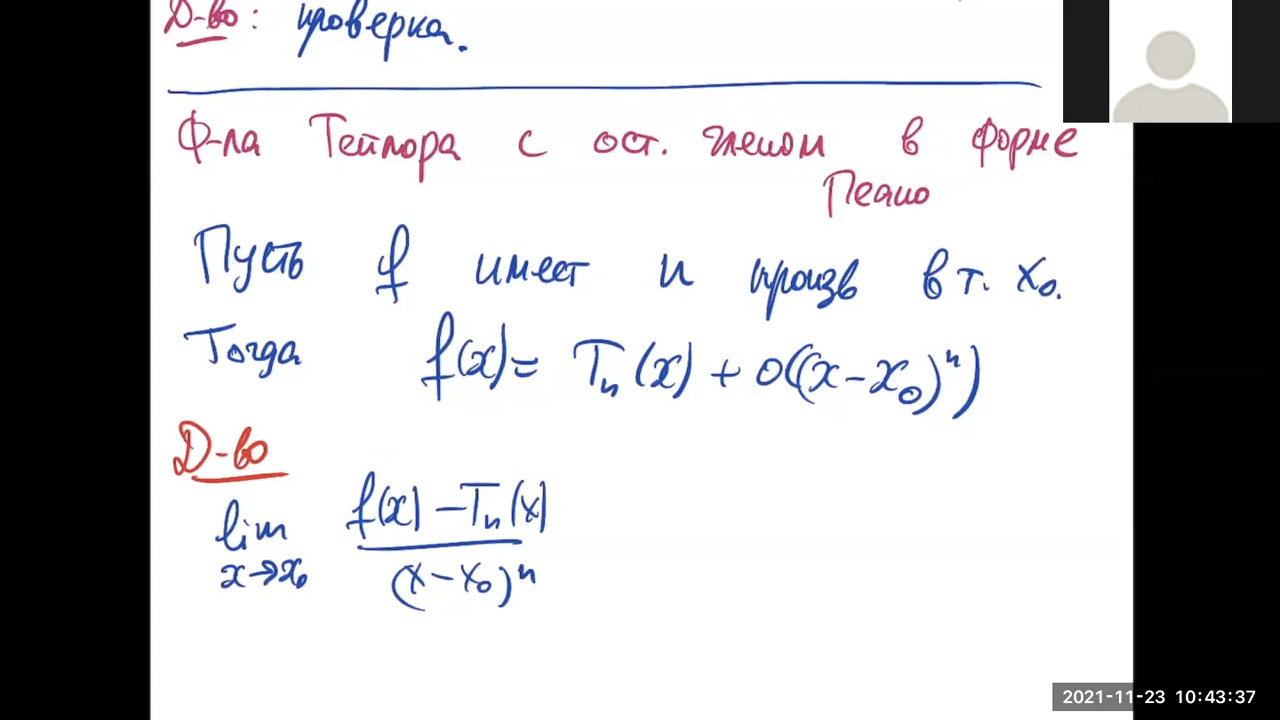 Д-во: проверка.
Ф-ла Тейлора с ост. членом в форме
Пеано
Пусть f имеет n произв в т. x₀.
Тогда f(x) = Tₙ(x) + o((x-x₀)ⁿ)
Д-во
lim f(x) - Tₙ(x)
x→x₀ (x-x₀)ⁿ
2021-11-23 10:43:37